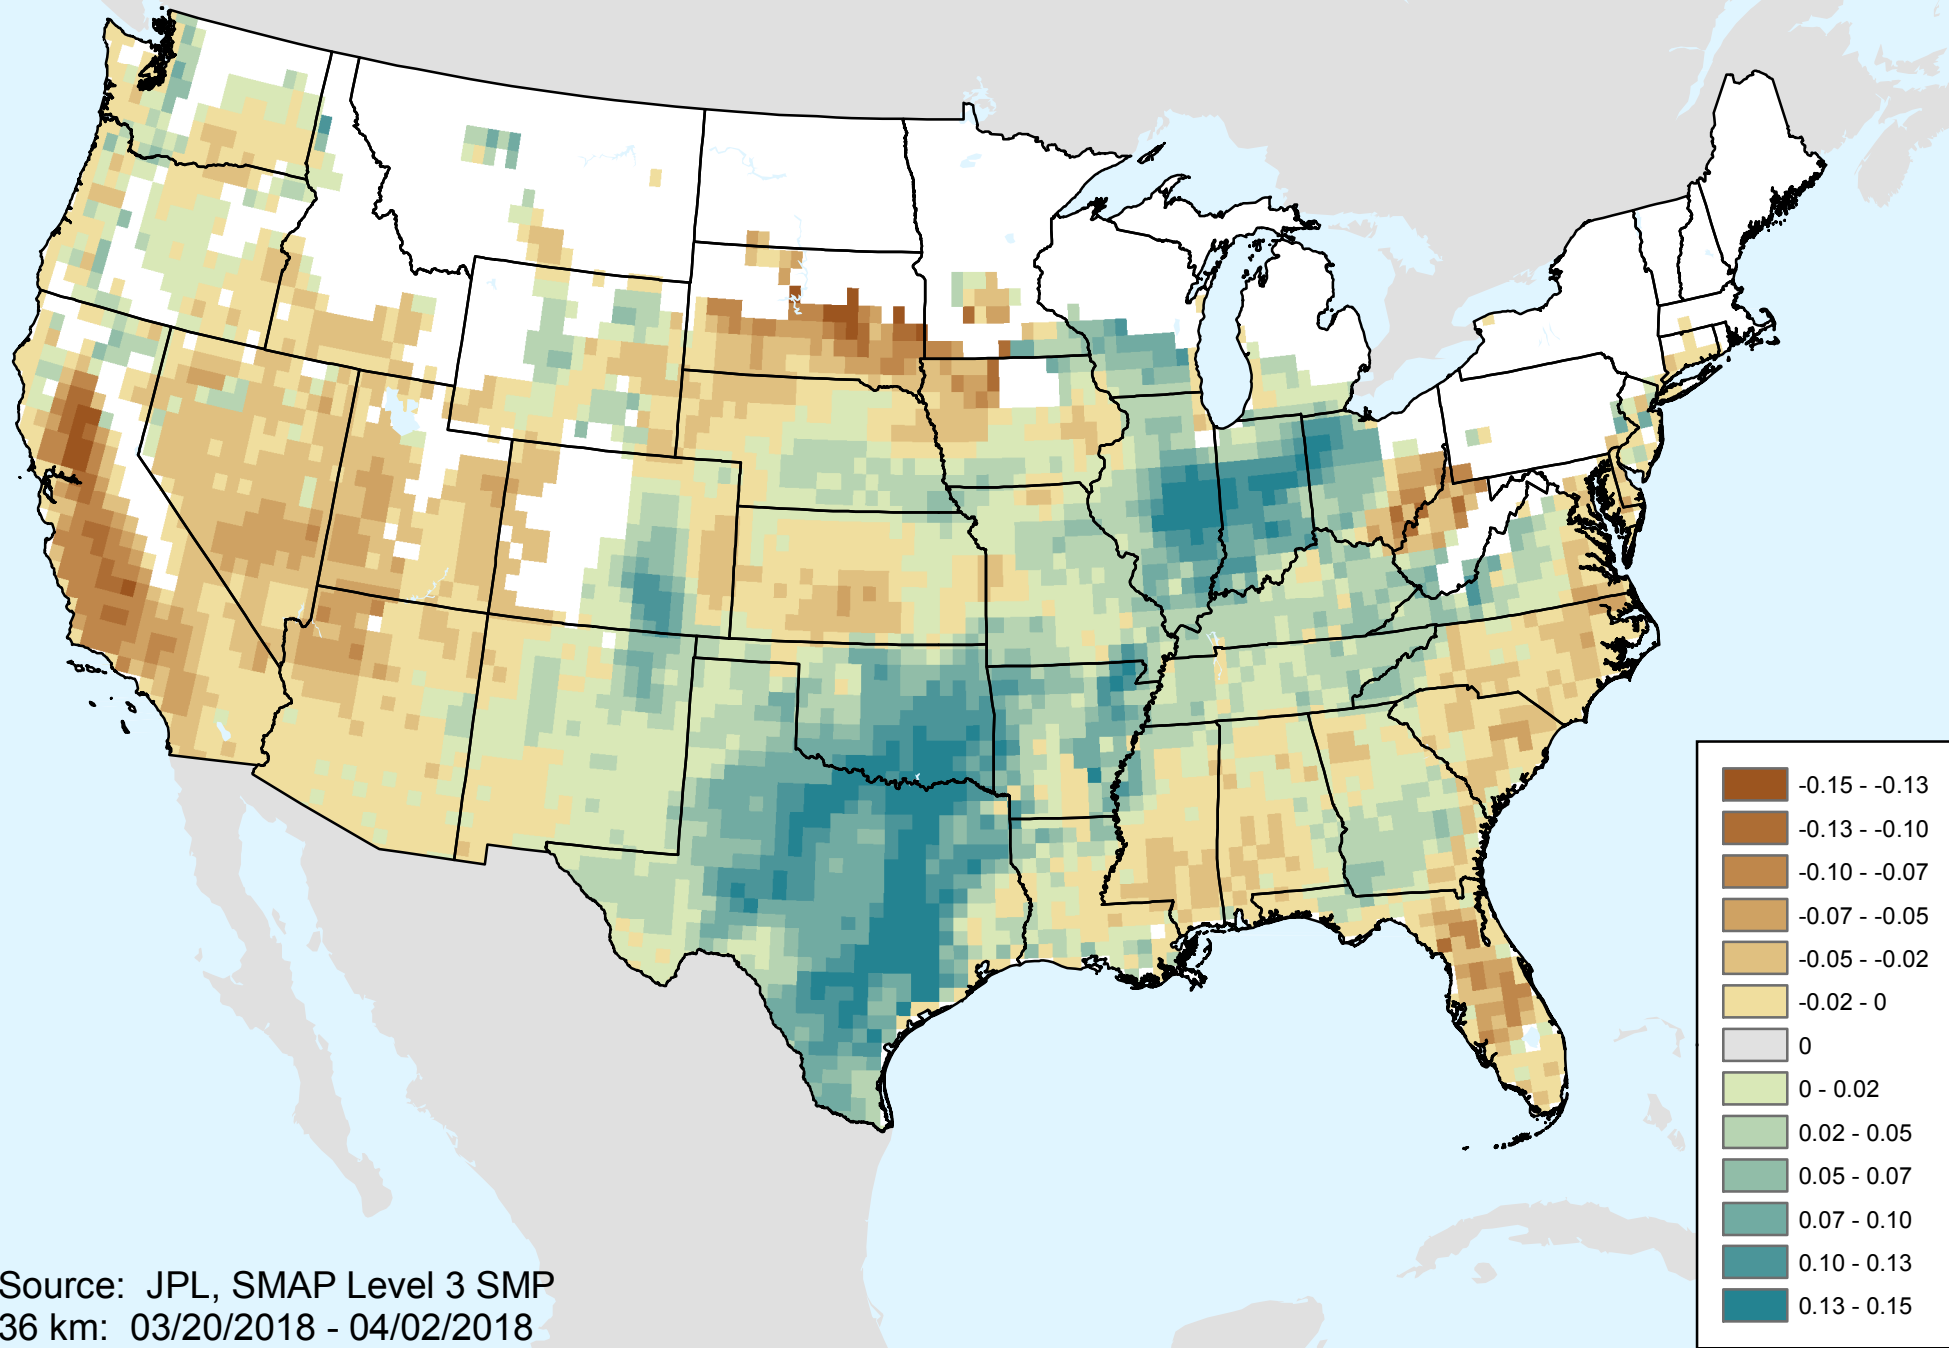 -0.15 - -0.13
-0.13 - -0.10
-0.10 - -0.07
-0.07 - -0.05
-0.05 - -0.02
-0.02 - 0
0
0 - 0.02
0.02 - 0.05
0.05 - 0.07
0.07 - 0.10
0.10 - 0.13
0.13 - 0.15
Source: JPL, SMAP Level 3 SMP
36 km: 03/20/2018 - 04/02/2018